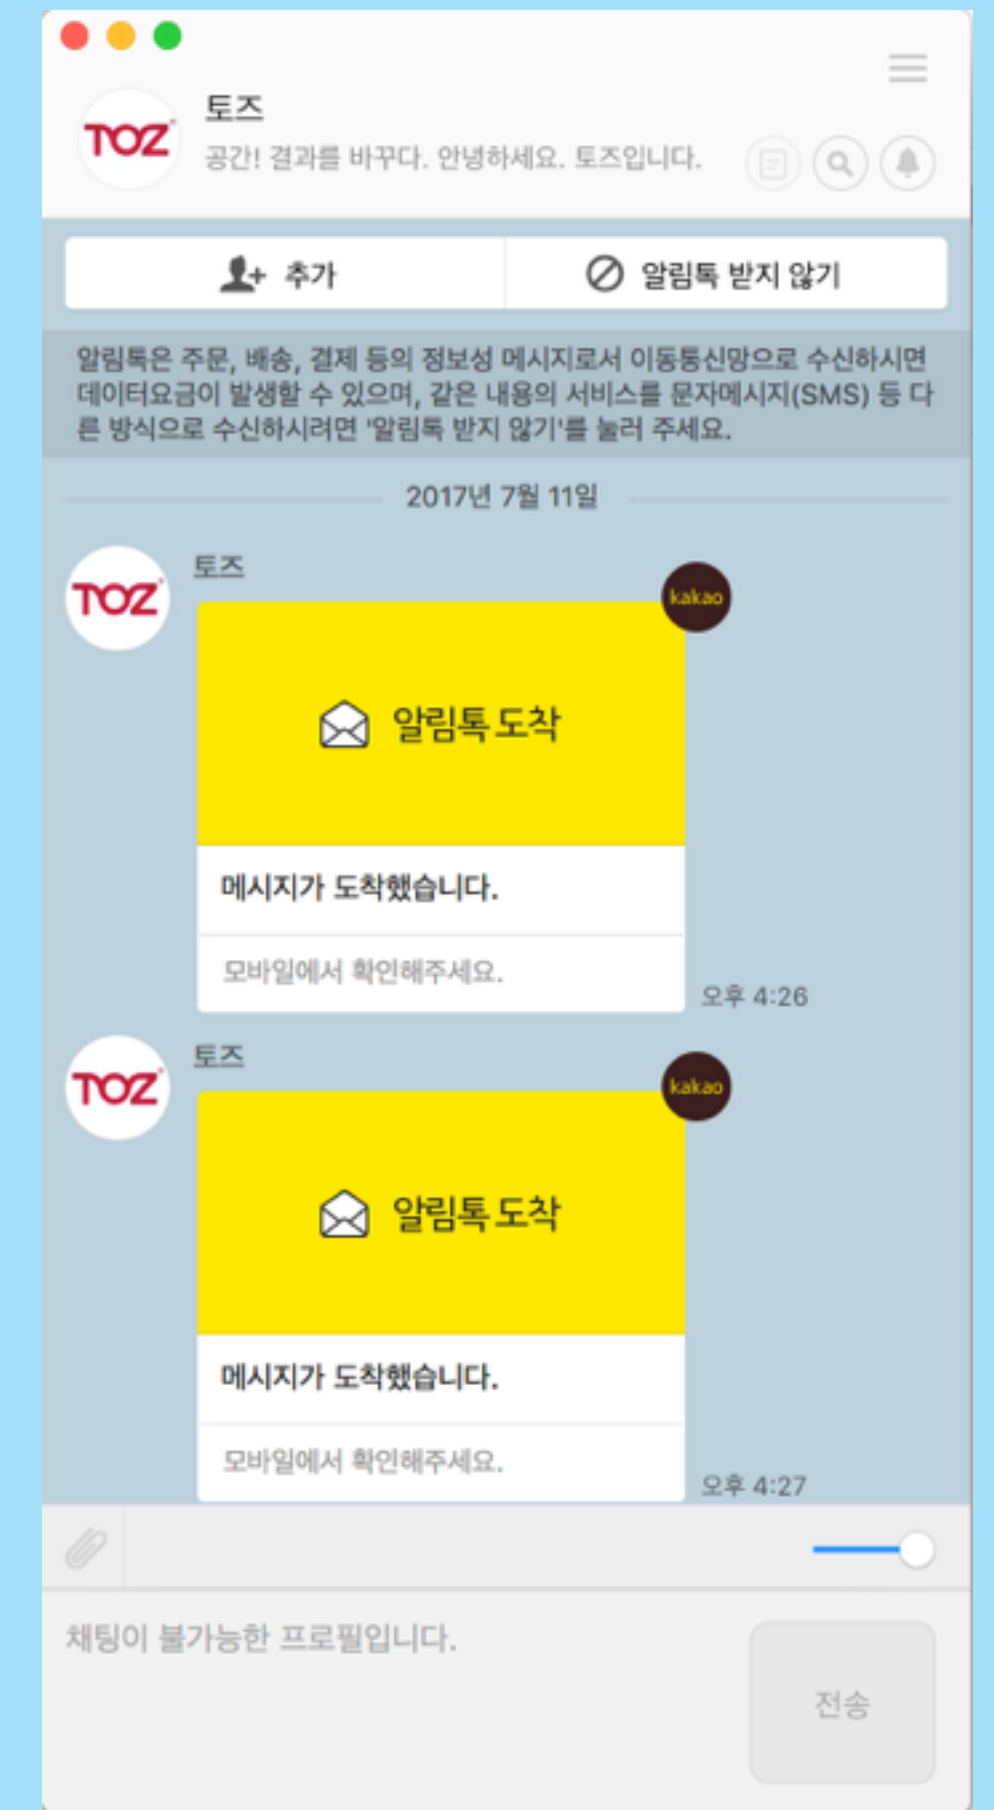 토즈
TOZ
공간! 결과를 바꾸다. 안녕하세요. 토즈입니다.
추가
알림톡 받지 않기
알림톡은 주문, 배송, 결제 등의 정보성 메시지로서 이동통신망으로 수신하시면
데이터요금이 발생할 수 있으며, 같은 내용의 서비스를 문자메시지(SMS) 등 다
른 방식으로 수신하시려면 '알림톡 받지 않기'를 눌러 주세요.
2017년 7월 11일
TOZ
토즈
kakao
알림톡 도착
메시지가 도착했습니다.
모바일에서 확인해주세요.
오후 4:26
TOZ
토즈
kakao
알림톡 도착
메시지가 도착했습니다.
모바일에서 확인해주세요.
오후 4:27
채팅이 불가능한 프로필입니다.
전송